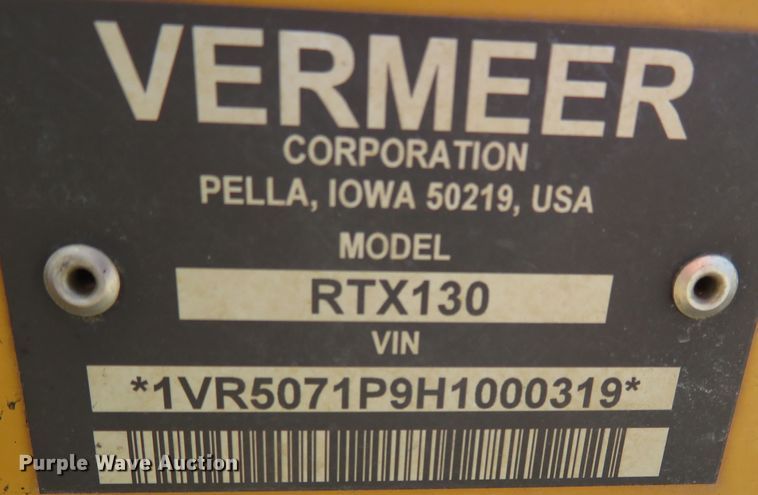 VERMEER
CORPORATION
PELLA, IOWA 50219, USA
MODEL
RTX130
VIN
*1VR5071P9H1000319*
Purple Wave Auction